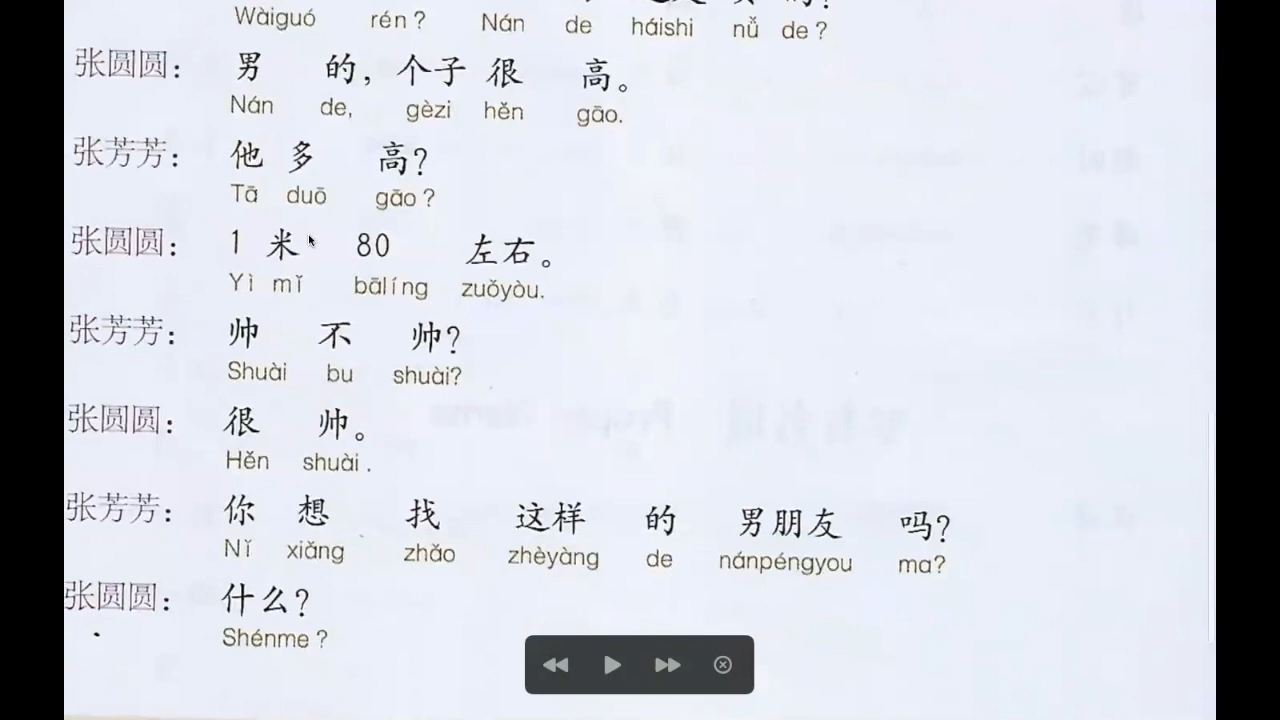 Wàiguó rén? Nán de háishi nǚ de?
张圆圆: 男 的, 个子 很 高。
Nán de, gèzi hěn gāo.
张芳芳: 他 多 高?
Tā duō gāo?
张圆圆: 1 米 80 左右。
Yì mǐ bālíng zuǒyòu.
张芳芳: 帅 不 帅?
Shuài bu shuài?
张圆圆: 很 帅。
Hěn shuài.
张芳芳: 你 想 找 这样 的 男朋友 吗?
Nǐ xiǎng zhǎo zhèyàng de nánpéngyou ma?
张圆圆: 什么?
Shénme?